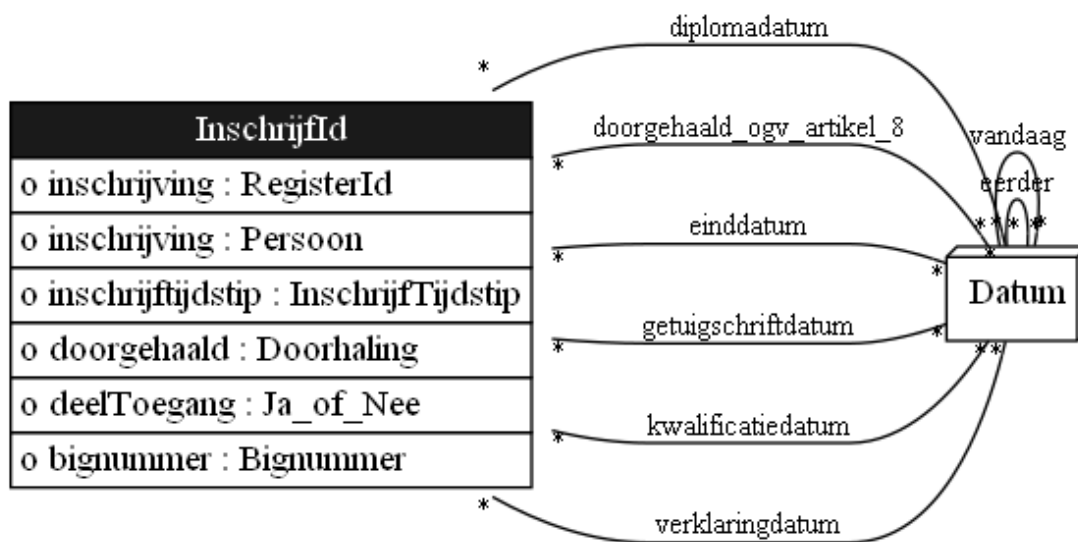 diplomadatum
*
InschrijfId
doorgehaald_ogv_artikel_8
vandaag
*
o inschrijving : RegisterId
eerder
o inschrijving : Persoon
einddatum
* * * *
*
*
o inschrijftijdstip : InschrijfTijdstip
*
Datum
getuigschriftdatum
*
o doorgehaald : Doorhaling
*
* *
o deelToegang : Ja_of_Nee
kwalificatiedatum
*
o bignummer : Bignummer
*
verklaringdatum